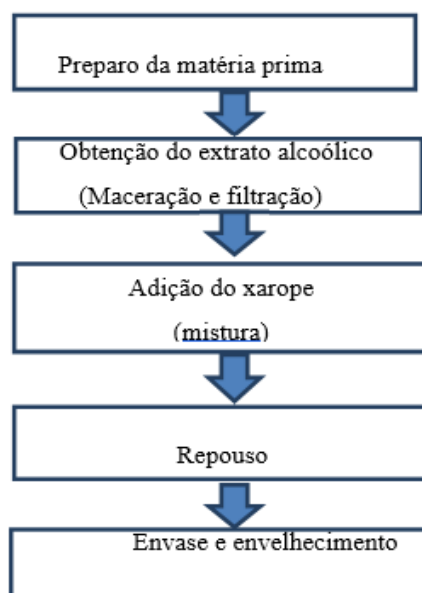 Preparo da matéria prima
Obtenção do extrato alcoólico
(Maceração e filtração)
Adição do xarope
(mistura)
Repouso
Envase e envelhecimento